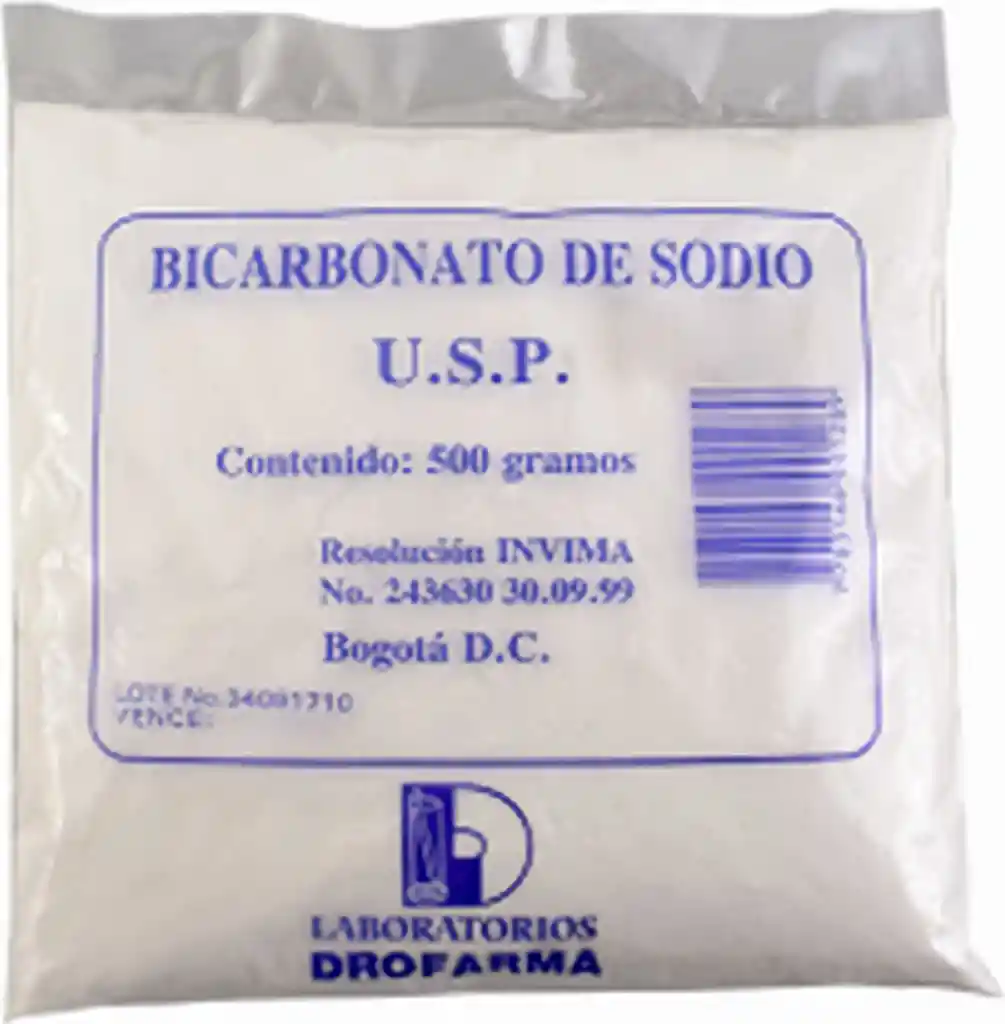 BICARBONATO DE SODIO
U.S.P.
Contenido: 500 gramos
Resolución INVIMA
No. 243630 30.09.99
Bogotá D.C.
LOTE No. 34091710
VENCE:
LABORATORIOS
DROFARMA